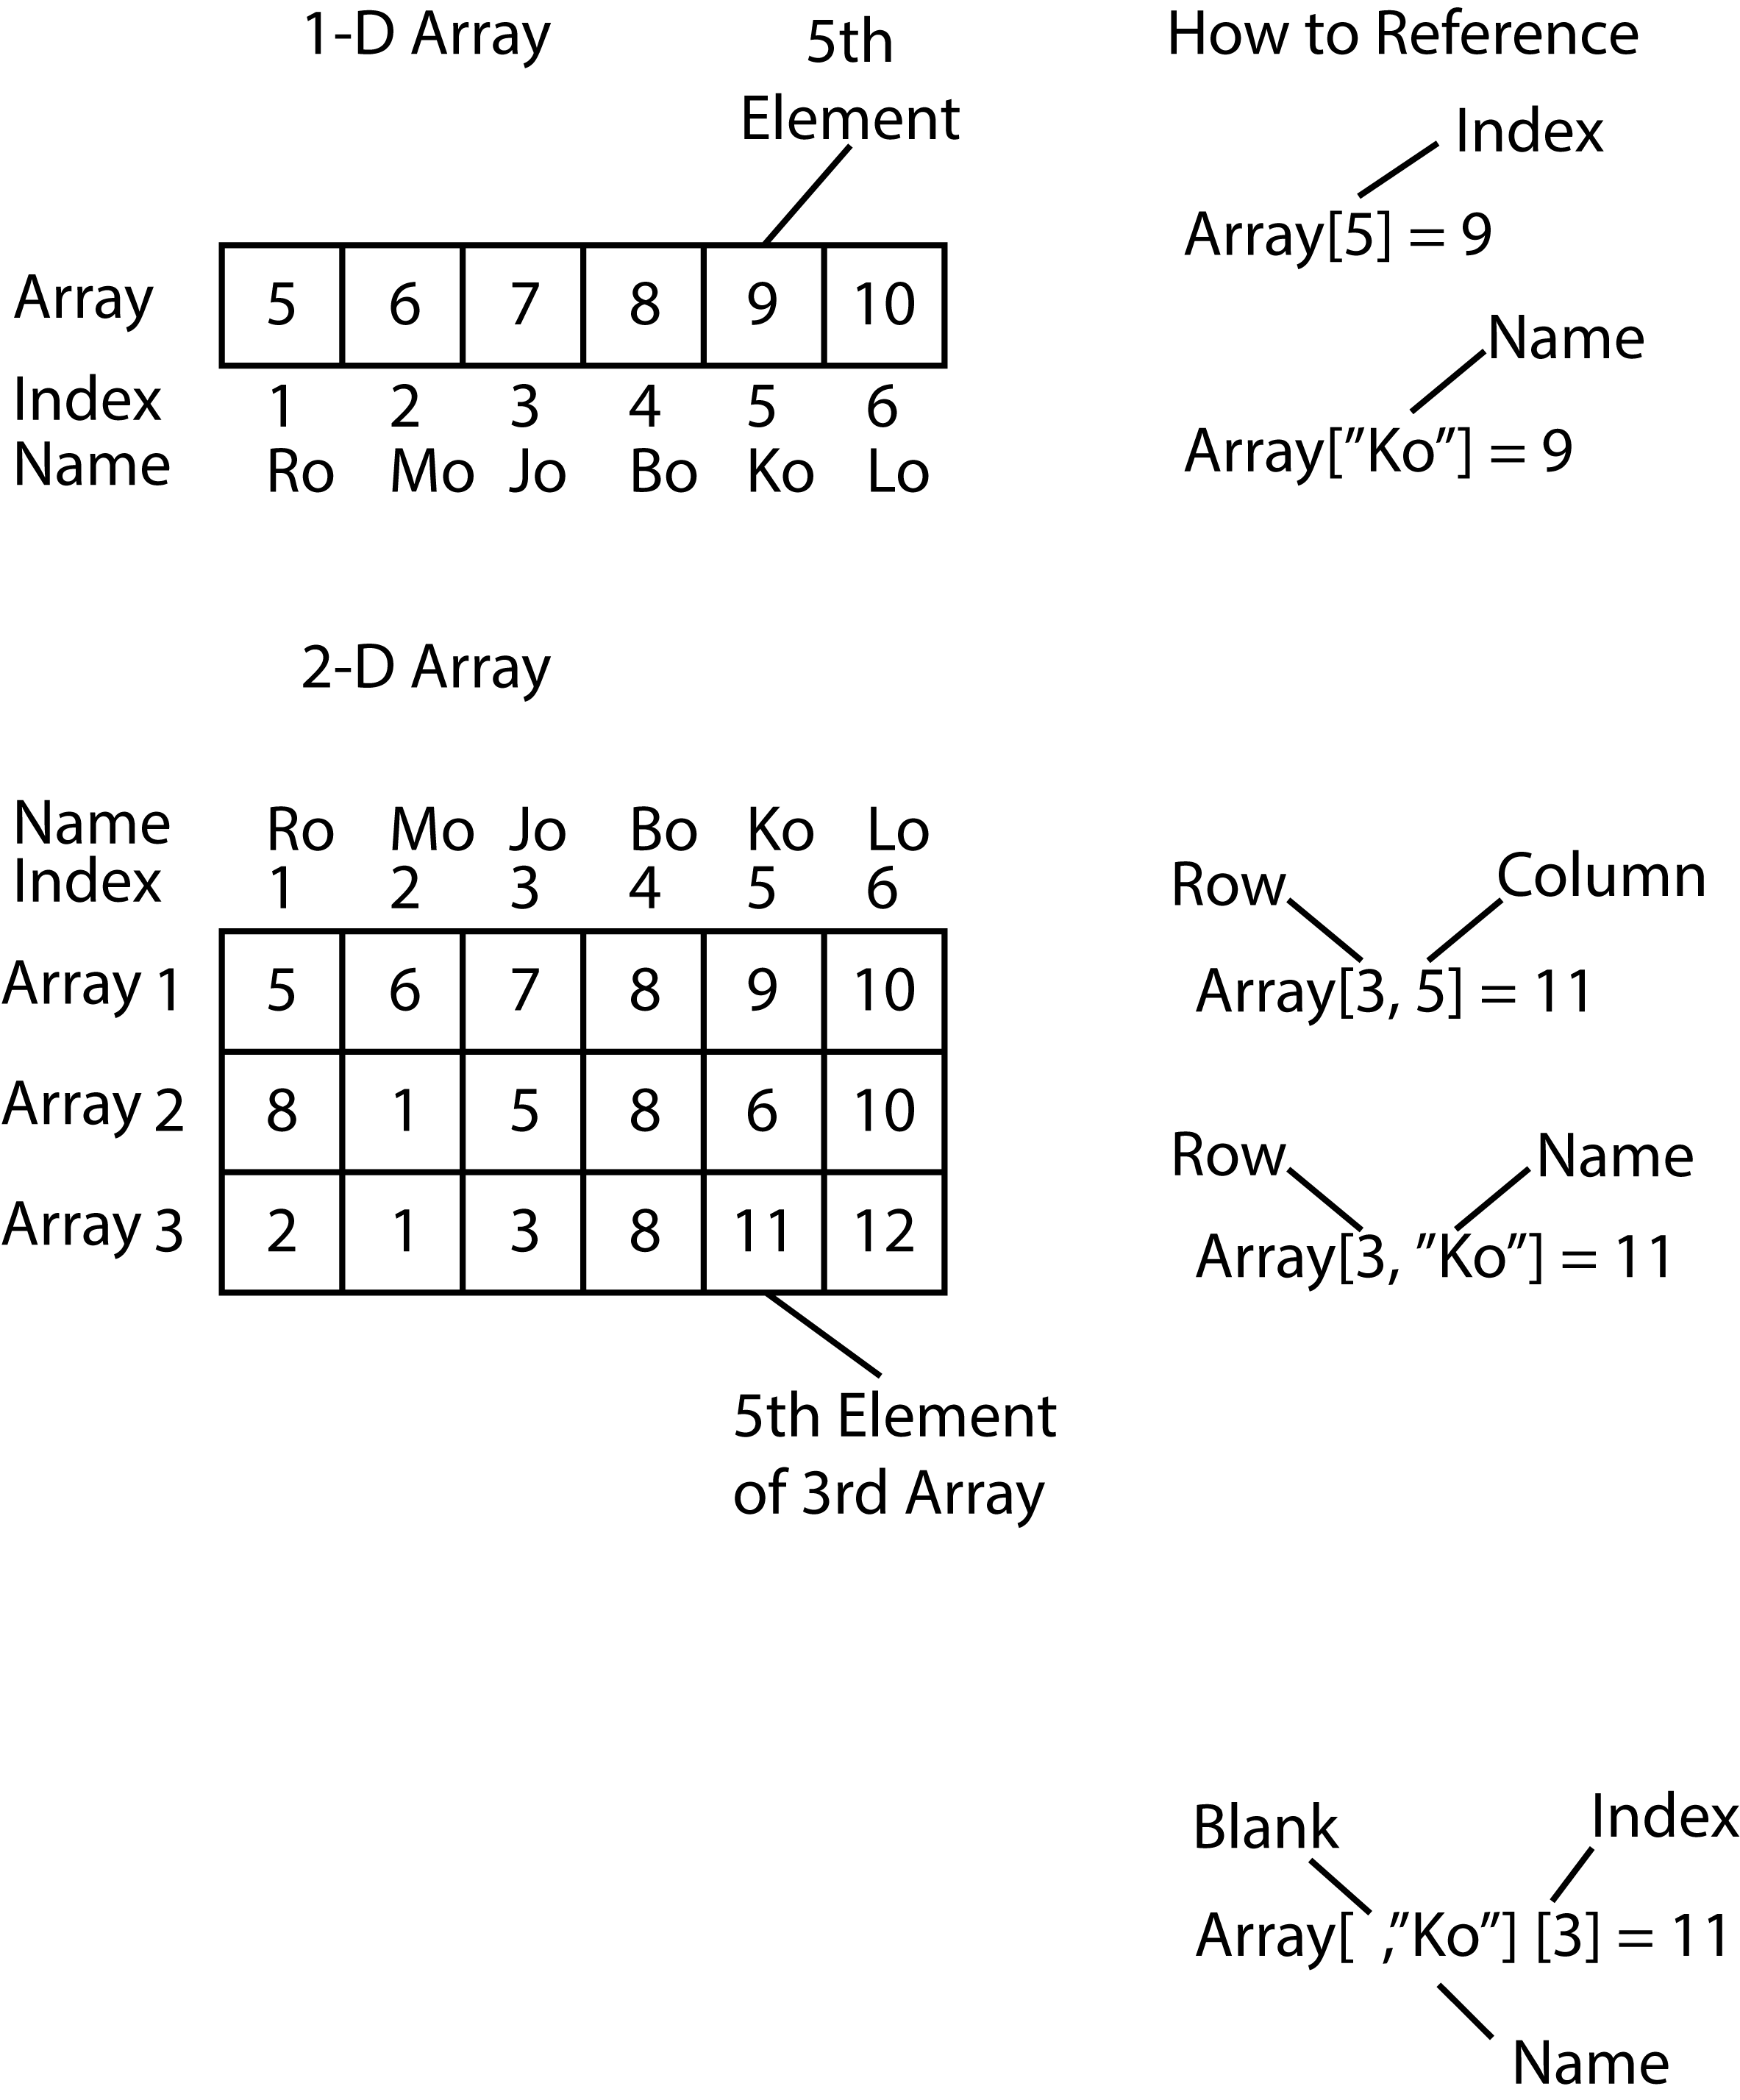 1-D Array
5th
Element
How to Reference
Index
Array[5] = 9
Array 5 6 7 8 9 10
Index 1 2 3 4 5 6
Name Ro Mo Jo Bo Ko Lo
Name
Array[”Ko”] = 9
2-D Array
Name Ro Mo Jo Bo Ko Lo
Index 1 2 3 4 5 6
Array 1 5 6 7 8 9 10
Array 2 8 1 5 8 6 10
Array 3 2 1 3 8 11 12
5th Element
of 3rd Array
Row Column
Array[3, 5] = 11
Row Name
Array[3, ”Ko”] = 11
Blank Index
Array[ ,”Ko”] [3] = 11
Name